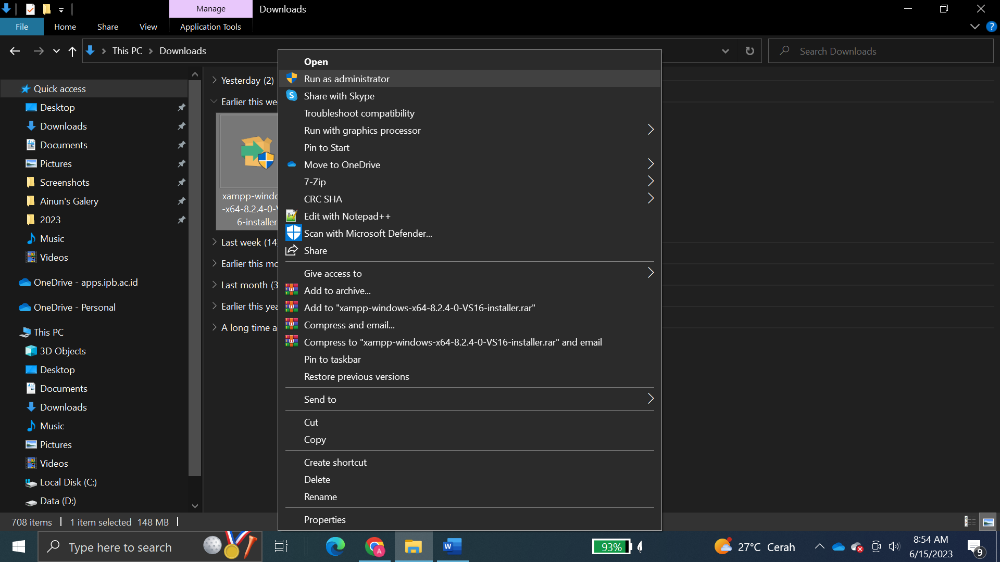 Manage
Downloads
File
Home
Share
View
Application Tools
This PC
Downloads
Search Downloads
Quick access
Desktop
Downloads
Documents
Pictures
Screenshots
Ainun's Galery
2023
Music
Videos
OneDrive - apps.ipb.ac.id
OneDrive - Personal
This PC
3D Objects
Desktop
Documents
Downloads
Music
Pictures
Videos
Local Disk (C:)
Data (D:)
Yesterday (2)
Earlier this we
xampp-windo
-x64-8.2.4-0-V
6-installer
Last week (14)
Earlier this mo
Last month (3
Earlier this yea
A long time a
Open
Run as administrator
Share with Skype
Troubleshoot compatibility
Run with graphics processor
Pin to Start
Move to OneDrive
7-Zip
CRC SHA
Edit with Notepad++
Scan with Microsoft Defender...
Share
Give access to
Add to archive...
Add to "xampp-windows-x64-8.2.4-0-VS16-installer.rar"
Compress and email...
Compress to "xampp-windows-x64-8.2.4-0-VS16-installer.rar" and email
Pin to taskbar
Restore previous versions
Send to
Cut
Copy
Create shortcut
Delete
Rename
Properties
708 items
1 item selected 148 MB
Type here to search
A
W
93%
27°C Cerah
8:54 AM
6/15/2023
9